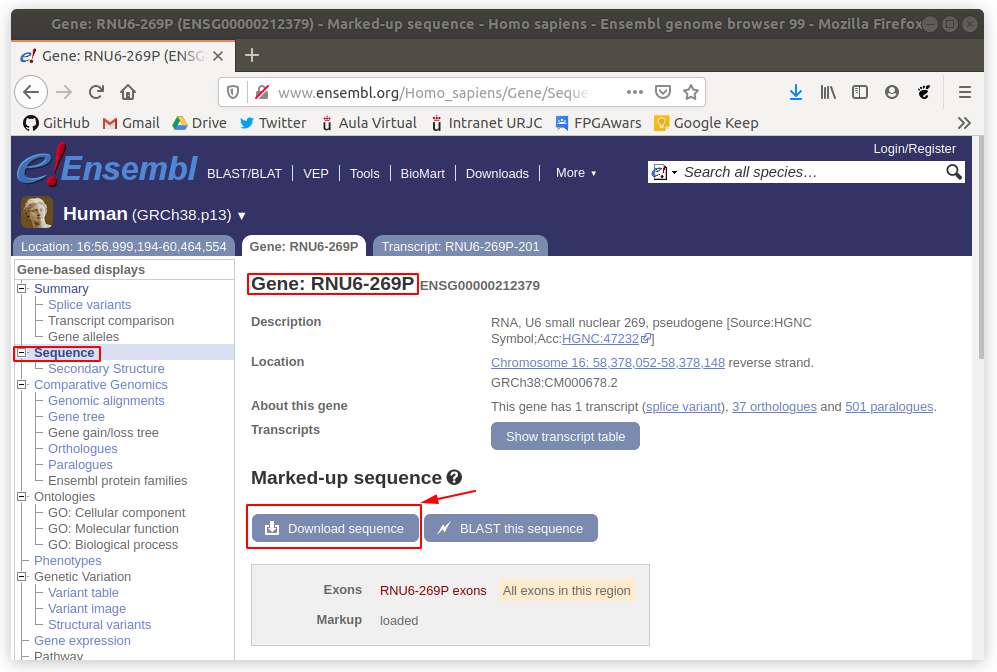 Gene: RNU6-269P (ENSG00000212379) - Marked-up sequence - Homo sapiens - Ensembl genome browser 99 - Mozilla Firefox
Gene: RNU6-269P (ENSG
www.ensembl.org/Homo_sapiens/Gene/Seque
GitHub Gmail Drive Twitter Aula Virtual Intranet URJC FPGAwars Google Keep
Login/Register
e!Ensembl BLAST/BLAT VEP Tools BioMart Downloads More
e! Search all species…
Human (GRCh38.p13)
Location: 16:56,999,194-60,464,554 Gene: RNU6-269P Transcript: RNU6-269P-201
Gene-based displays
Summary
Splice variants
Transcript comparison
Gene alleles
Sequence
Secondary Structure
Comparative Genomics
Genomic alignments
Gene tree
Gene gain/loss tree
Orthologues
Paralogues
Ensembl protein families
Ontologies
GO: Cellular component
GO: Molecular function
GO: Biological process
Phenotypes
Genetic Variation
Variant table
Variant image
Structural variants
Gene expression
Pathway
Gene: RNU6-269P ENSG00000212379
Description RNA, U6 small nuclear 269, pseudogene [Source:HGNC
Symbol;Acc:HGNC:47232]
Location Chromosome 16: 58,378,052-58,378,148 reverse strand.
GRCh38:CM000678.2
About this gene This gene has 1 transcript (splice variant), 37 orthologues and 501 paralogues.
Transcripts Show transcript table
Marked-up sequence ?
Download sequence BLAST this sequence
Exons RNU6-269P exons All exons in this region
Markup loaded